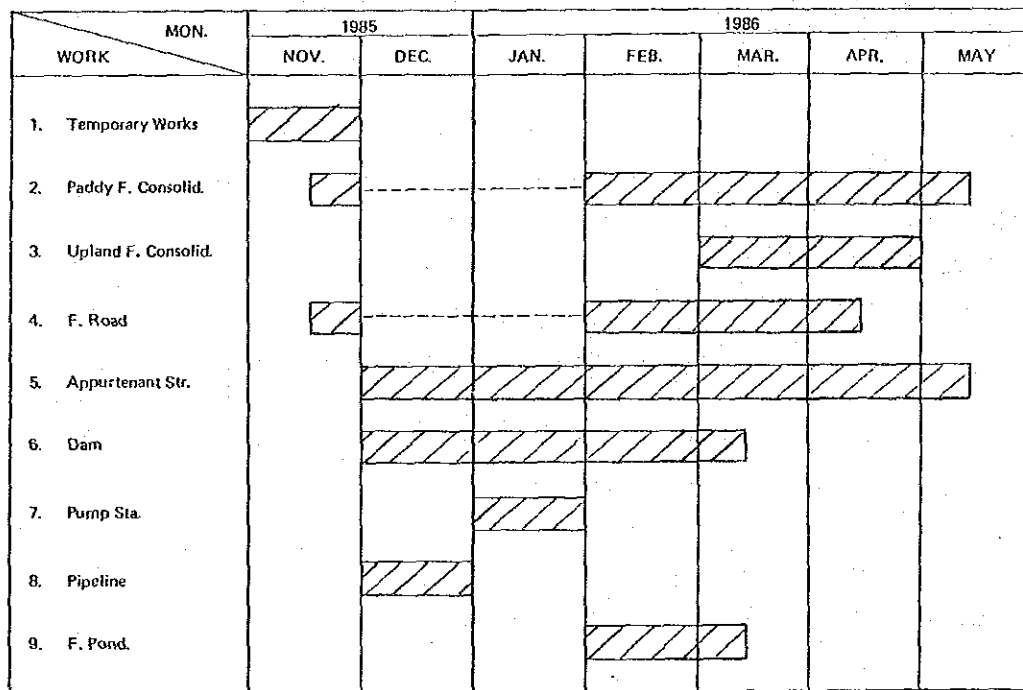 MON. 1985 1986
WORK NOV. DEC. JAN. FEB. MAR. APR. MAY
1. Temporary Works
2. Paddy F. Consolid.
3. Upland F. Consolid.
4. F. Road
5. Appurtenant Str.
6. Dam
7. Pump Sta.
8. Pipeline
9. F. Pond.